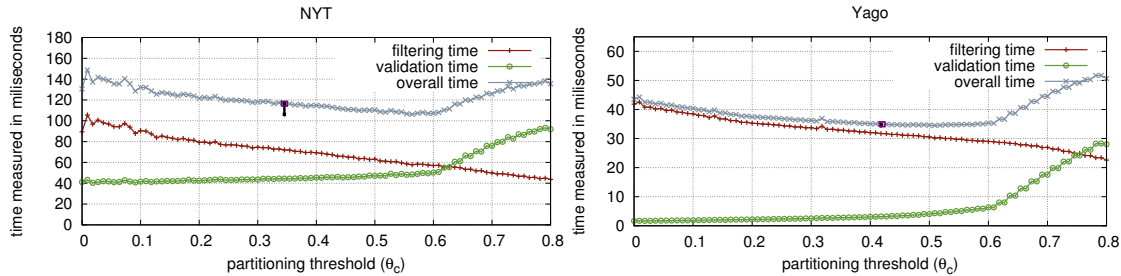 NYT
time measured in miliseconds
180
160
140
120
100
80
60
40
20
0
filtering time
validation time
overall time
0 0.1 0.2 0.3 0.4 0.5 0.6 0.7 0.8
partitioning threshold (θc)
Yago
time measured in miliseconds
60
50
40
30
20
10
0
filtering time
validation time
overall time
0 0.1 0.2 0.3 0.4 0.5 0.6 0.7 0.8
partitioning threshold (θc)